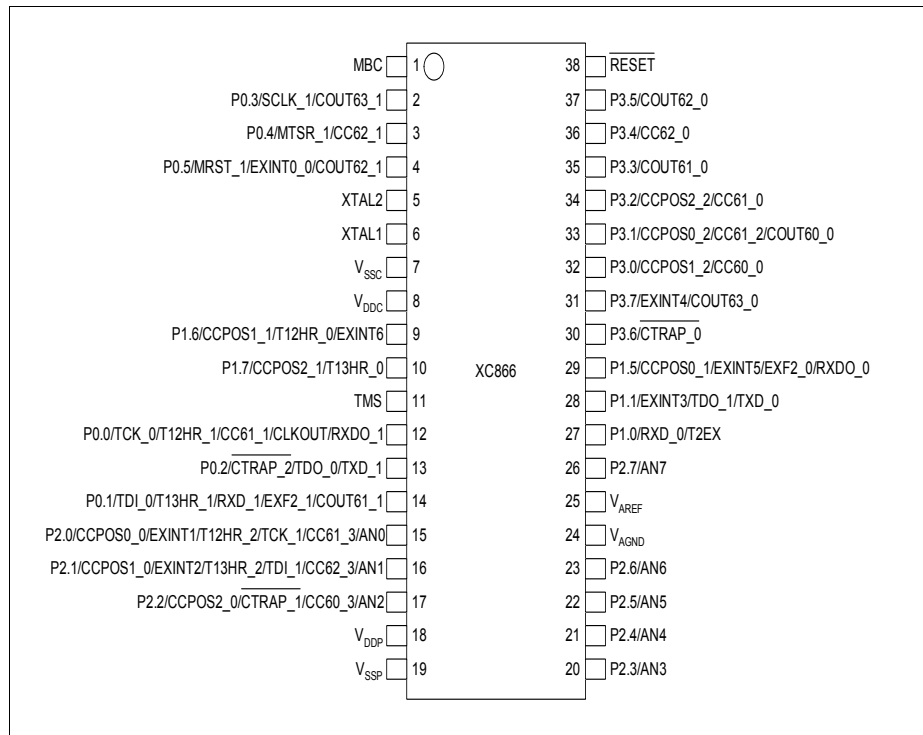 MBC 1 38 RESET
P0.3/SCLK_1/COUT63_1 2 37 P3.5/COUT62_0
P0.4/MTSR_1/CC62_1 3 36 P3.4/CC62_0
P0.5/MRST_1/EXINT0_0/COUT62_1 4 35 P3.3/COUT61_0
XTAL2 5 34 P3.2/CCPOS2_2/CC61_0
XTAL1 6 33 P3.1/CCPOS0_2/CC61_2/COUT60_0
VSSC 7 32 P3.0/CCPOS1_2/CC60_0
VDDC 8 31 P3.7/EXINT4/COUT63_0
P1.6/CCPOS1_1/T12HR_0/EXINT6 9 30 P3.6/CTRAP_0
P1.7/CCPOS2_1/T13HR_0 10 XC866 29 P1.5/CCPOS0_1/EXINT5/EXF2_0/RXDO_0
TMS 11 28 P1.1/EXINT3/TDO_1/TXD_0
P0.0/TCK_0/T12HR_1/CC61_1/CLKOUT/RXDO_1 12 27 P1.0/RXD_0/T2EX
P0.2/CTRAP_2/TDO_0/TXD_1 13 26 P2.7/AN7
P0.1/TDI_0/T13HR_1/RXD_1/EXF2_1/COUT61_1 14 25 VAREF
P2.0/CCPOS0_0/EXINT1/T12HR_2/TCK_1/CC61_3/AN0 15 24 VAGND
P2.1/CCPOS1_0/EXINT2/T13HR_2/TDI_1/CC62_3/AN1 16 23 P2.6/AN6
P2.2/CCPOS2_0/CTRAP_1/CC60_3/AN2 17 22 P2.5/AN5
VDDP 18 21 P2.4/AN4
VSSP 19 20 P2.3/AN3